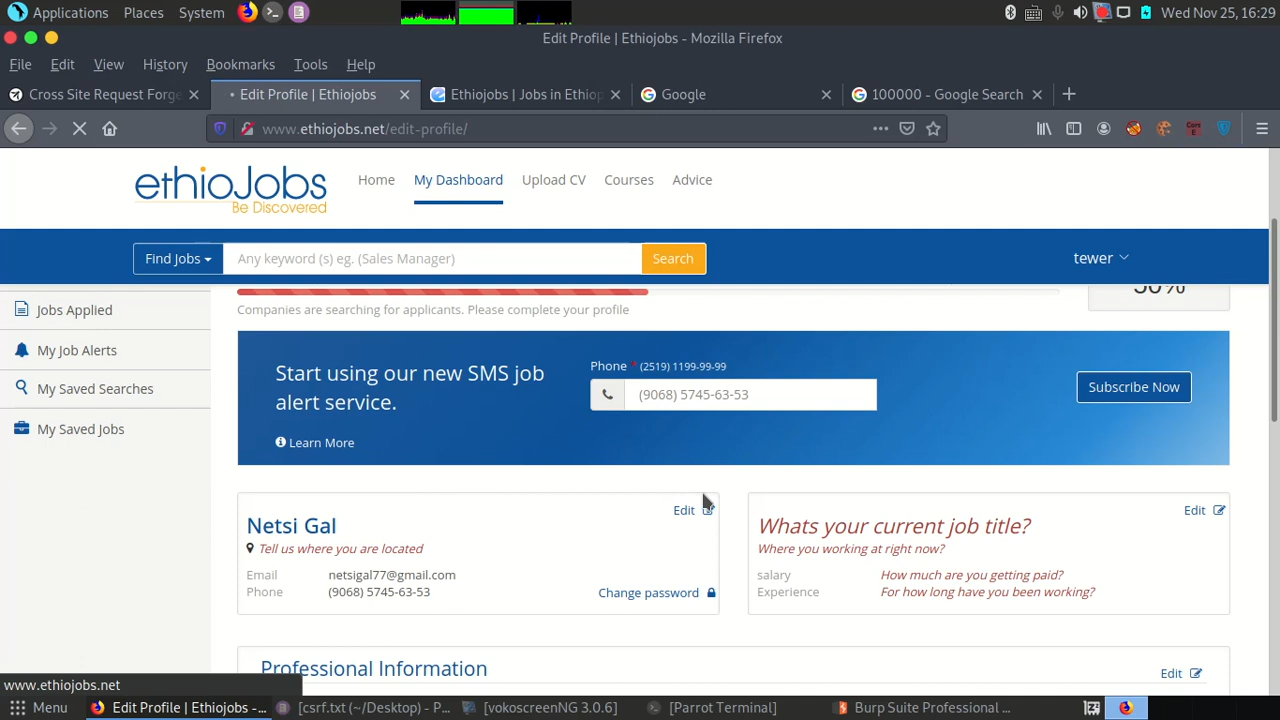 Applications Places System
Wed Nov 25, 16:29
Edit Profile | Ethiojobs - Mozilla Firefox
File Edit View History Bookmarks Tools Help
Cross Site Request Forge
Edit Profile | Ethiojobs
Ethiojobs | Jobs in Ethiop
Google
100000 - Google Search
www.ethiojobs.net/edit-profile/
ethioJobs
Be Discovered
Home My Dashboard Upload CV Courses Advice
Find Jobs
Any keyword (s) eg. (Sales Manager)
Search
tewer
Jobs Applied
My Job Alerts
My Saved Searches
My Saved Jobs
50%
Companies are searching for applicants. Please complete your profile
Start using our new SMS job
alert service.
Learn More
Phone * (2519) 1199-99-99
(9068) 5745-63-53
Subscribe Now
Edit
Netsi Gal
Tell us where you are located
Email netsigal77@gmail.com
Phone (9068) 5745-63-53
Change password
Edit
Whats your current job title?
Where you working at right now?
salary How much are you getting paid?
Experience For how long have you been working?
Professional Information
Edit
www.ethiojobs.net
Menu
Edit Profile | Ethiojobs -...
[csrf.txt (~/Desktop) - P...
[vokoscreenNG 3.0.6]
[Parrot Terminal]
Burp Suite Professional ...